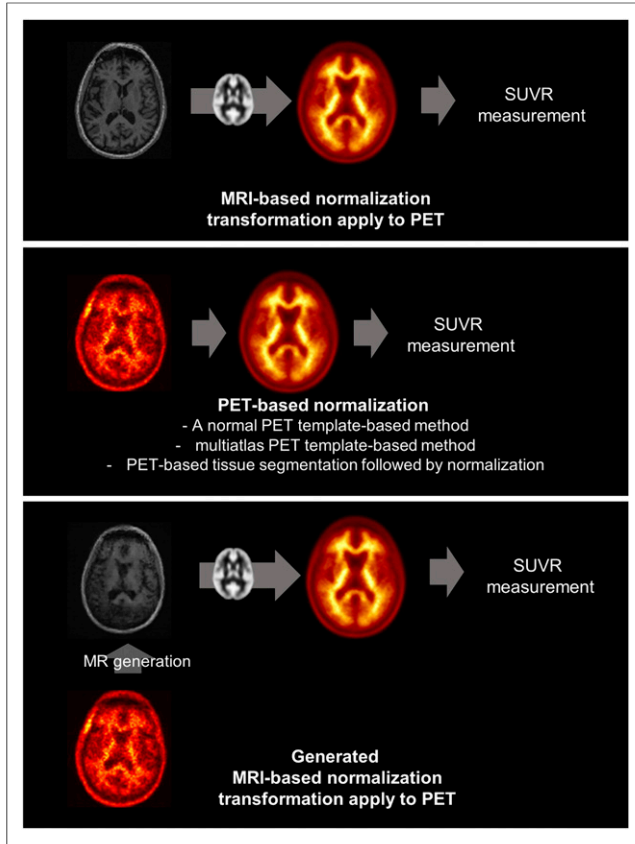 SUVR
measurement
MRI-based normalization
transformation apply to PET
SUVR
measurement
PET-based normalization
- A normal PET template-based method
- multiatlas PET template-based method
- PET-based tissue segmentation followed by normalization
SUVR
measurement
MR generation
Generated
MRI-based normalization
transformation apply to PET